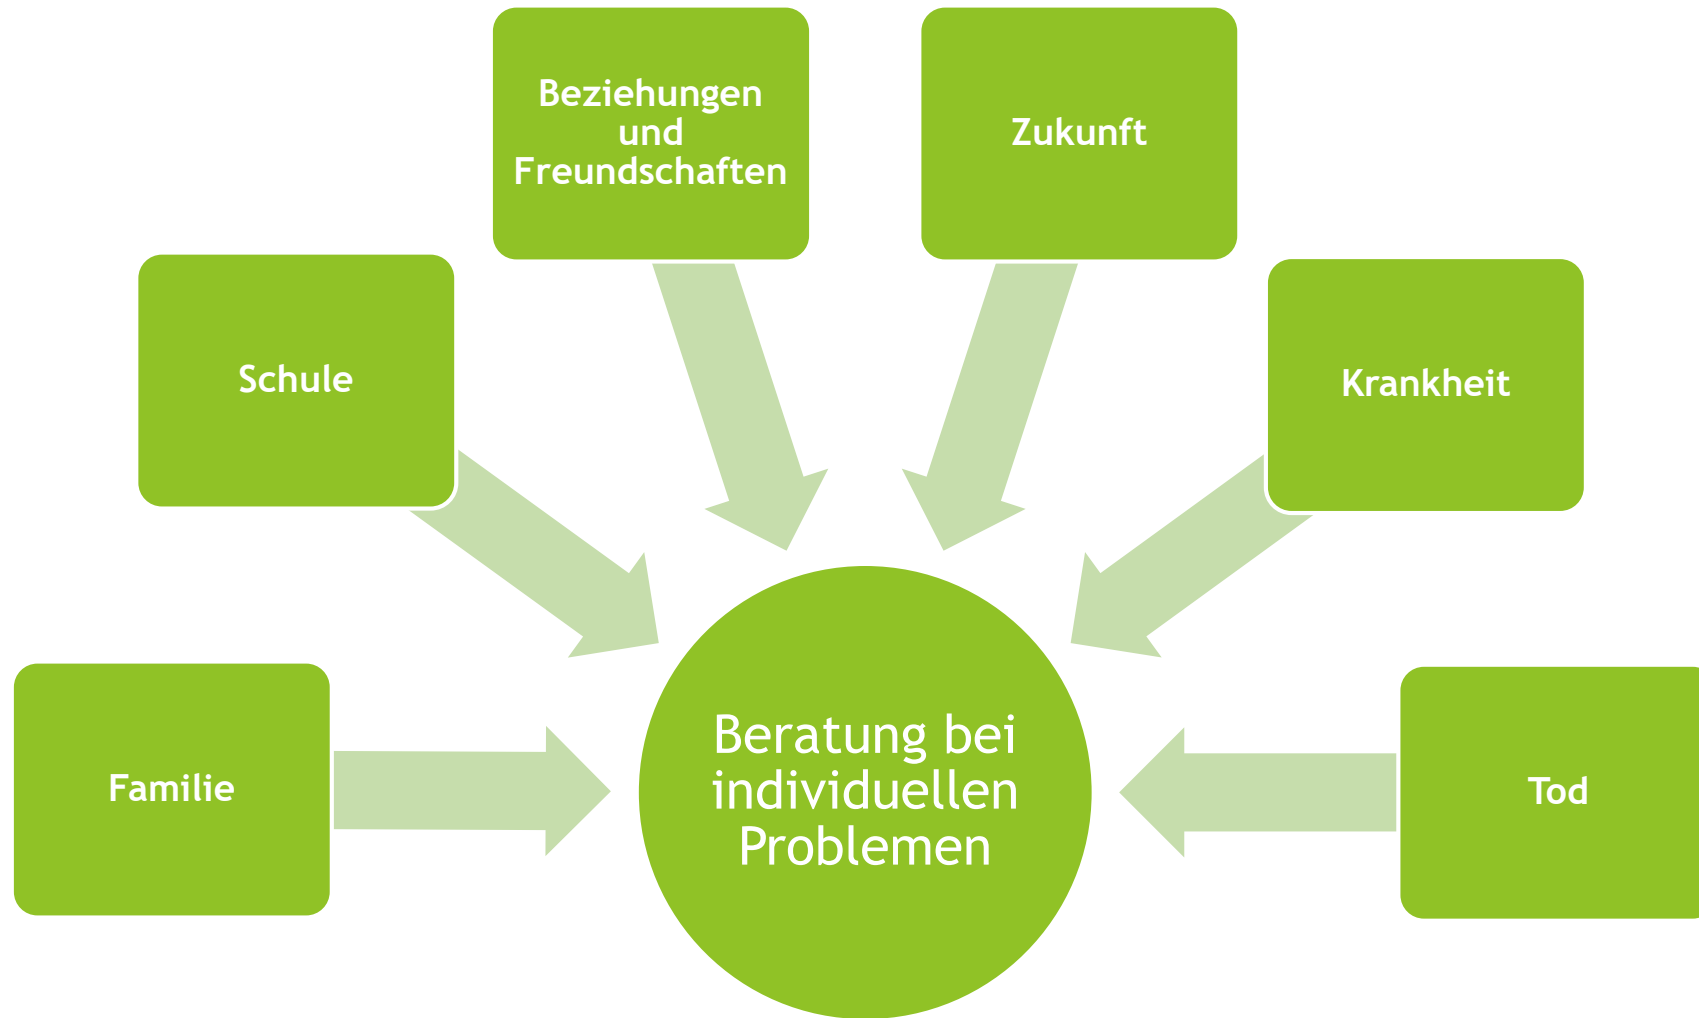 Beziehungen
und
Freundschaften
Zukunft
Schule
Krankheit
Familie
Beratung bei
individuellen
Problemen
Tod